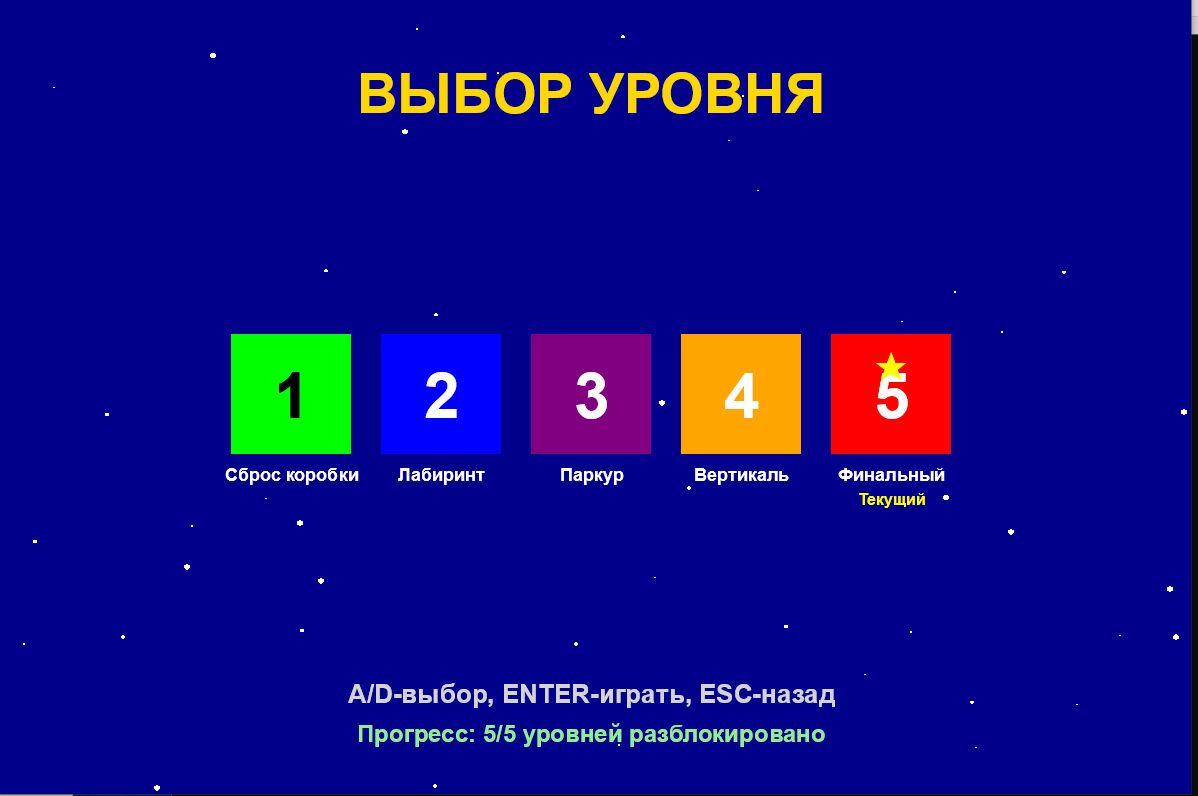 ВЫБОР УРОВНЯ
1 2 3 4 5
Сброс коробки Лабиринт Паркур Вертикаль Финальный
Текущий
A/D-выбор, ENTER-играть, ESC-назад
Прогресс: 5/5 уровней разблокировано